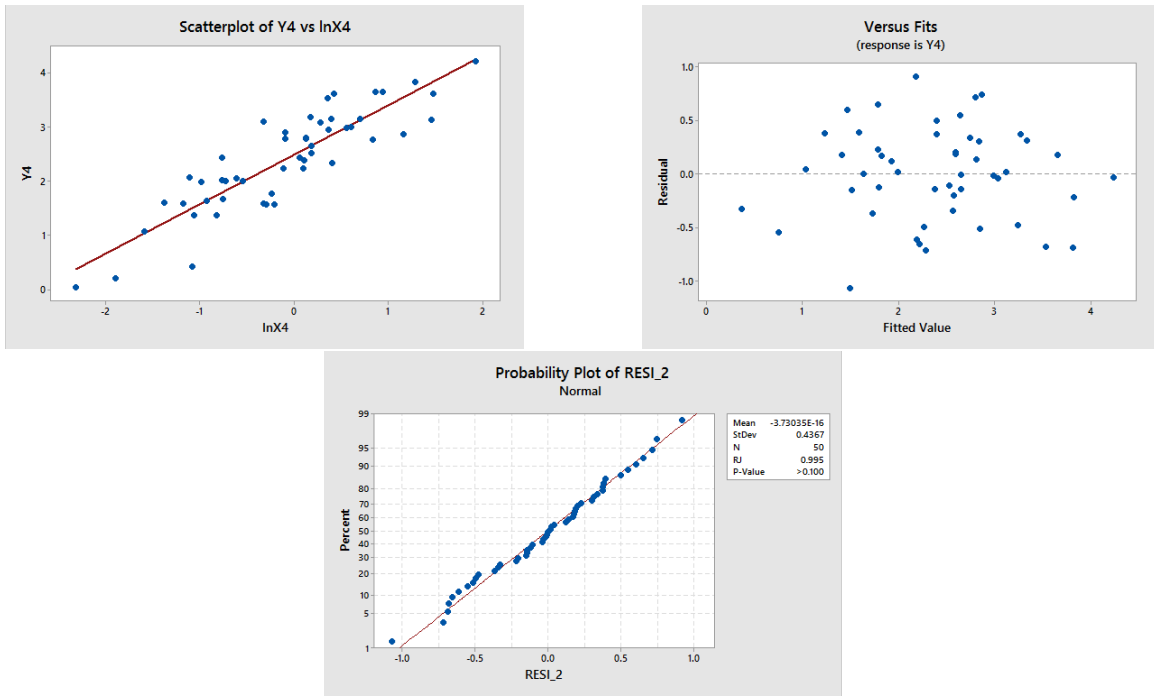 Scatterplot of Y4 vs lnX4
4
3
2
1
0
Y4
-2
-1
0
1
2
lnX4
Versus Fits
(response is Y4)
1.0
0.5
0.0
-0.5
-1.0
Residual
0
1
2
3
4
Fitted Value
Probability Plot of RESI_2
Normal
99
95
90
80
70
60
50
40
30
20
10
5
1
Percent
-1.0
-0.5
0.0
0.5
1.0
RESI_2
Mean -3.73035E-16
StDev 0.4367
N 50
RJ 0.995
P-Value >0.100